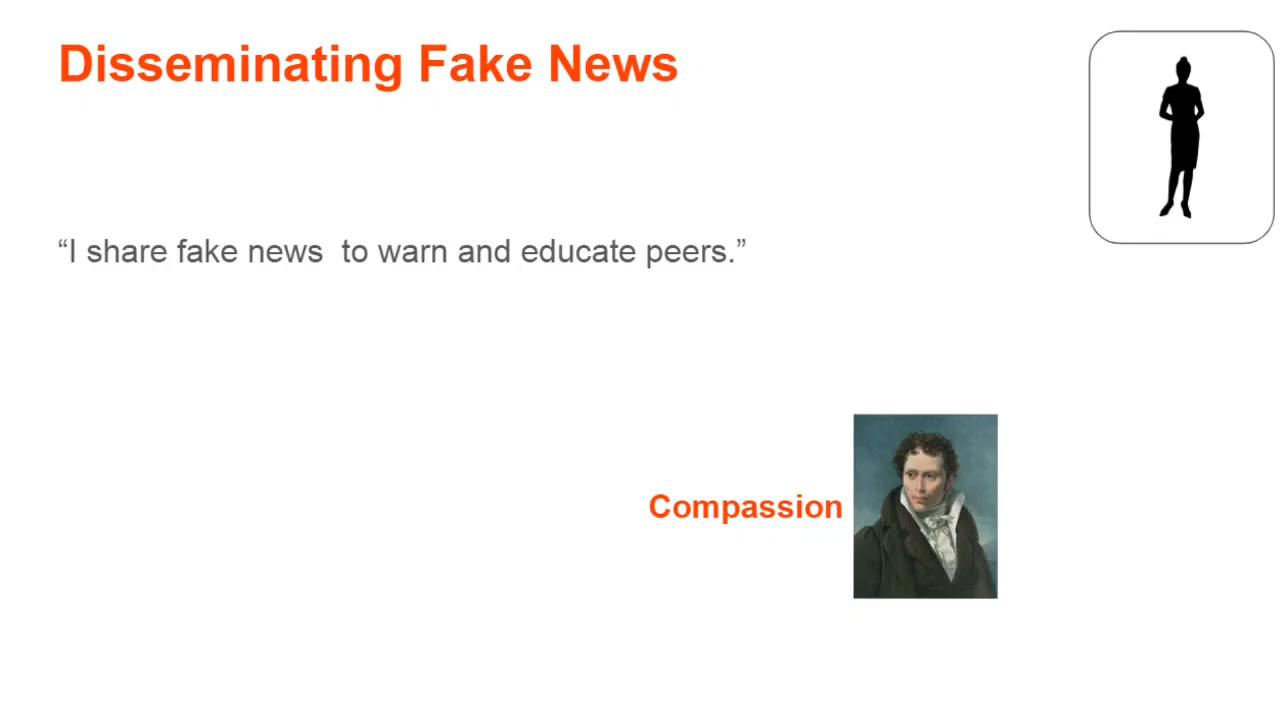 Disseminating Fake News
“I share fake news  to warn and educate peers.”
Compassion